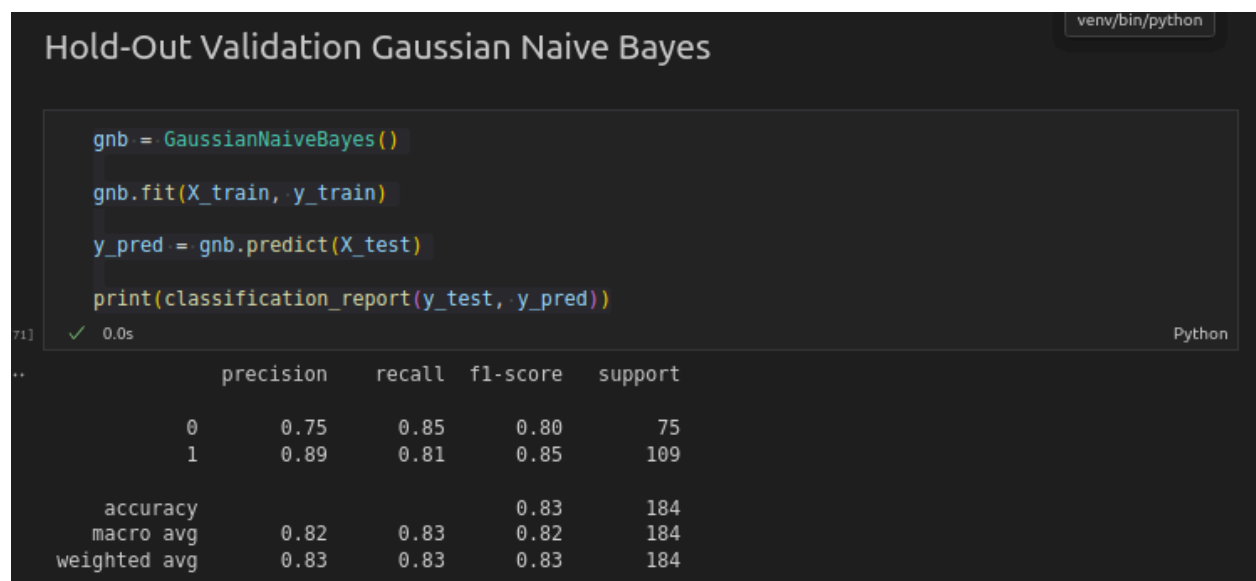 venv/bin/python
Hold-Out Validation Gaussian Naive Bayes
gnb = GaussianNaiveBayes()
gnb.fit(X_train, y_train)
y_pred = gnb.predict(X_test)
print(classification_report(y_test, y_pred))
71] ✓ 0.0s Python
precision recall f1-score support
0 0.75 0.85 0.80 75
1 0.89 0.81 0.85 109
accuracy 0.83 184
macro avg 0.82 0.83 0.82 184
weighted avg 0.83 0.83 0.83 184